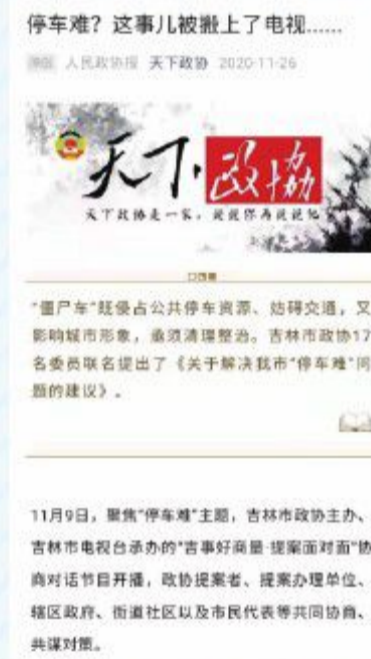 停车难？这事儿被搬上了电视......
原创 人民政协报 天下政协 2020-11-26
天下·政協
天下政协是一家，说说你再说说他
“僵尸车”既侵占公共停车资源、妨碍交通，又
影响城市形象，亟须清理整治。吉林市政协17
名委员联名提出了《关于解决我市“停车难”问
题的建议》。
11月9日，聚焦“停车难”主题，吉林市政协主办、
吉林市电视台承办的“吉事好商量·提案面对面”协
商对话节目开播，政协提案者、提案办理单位、
辖区政府、街道社区以及市民代表等共同协商、
共谋对策。